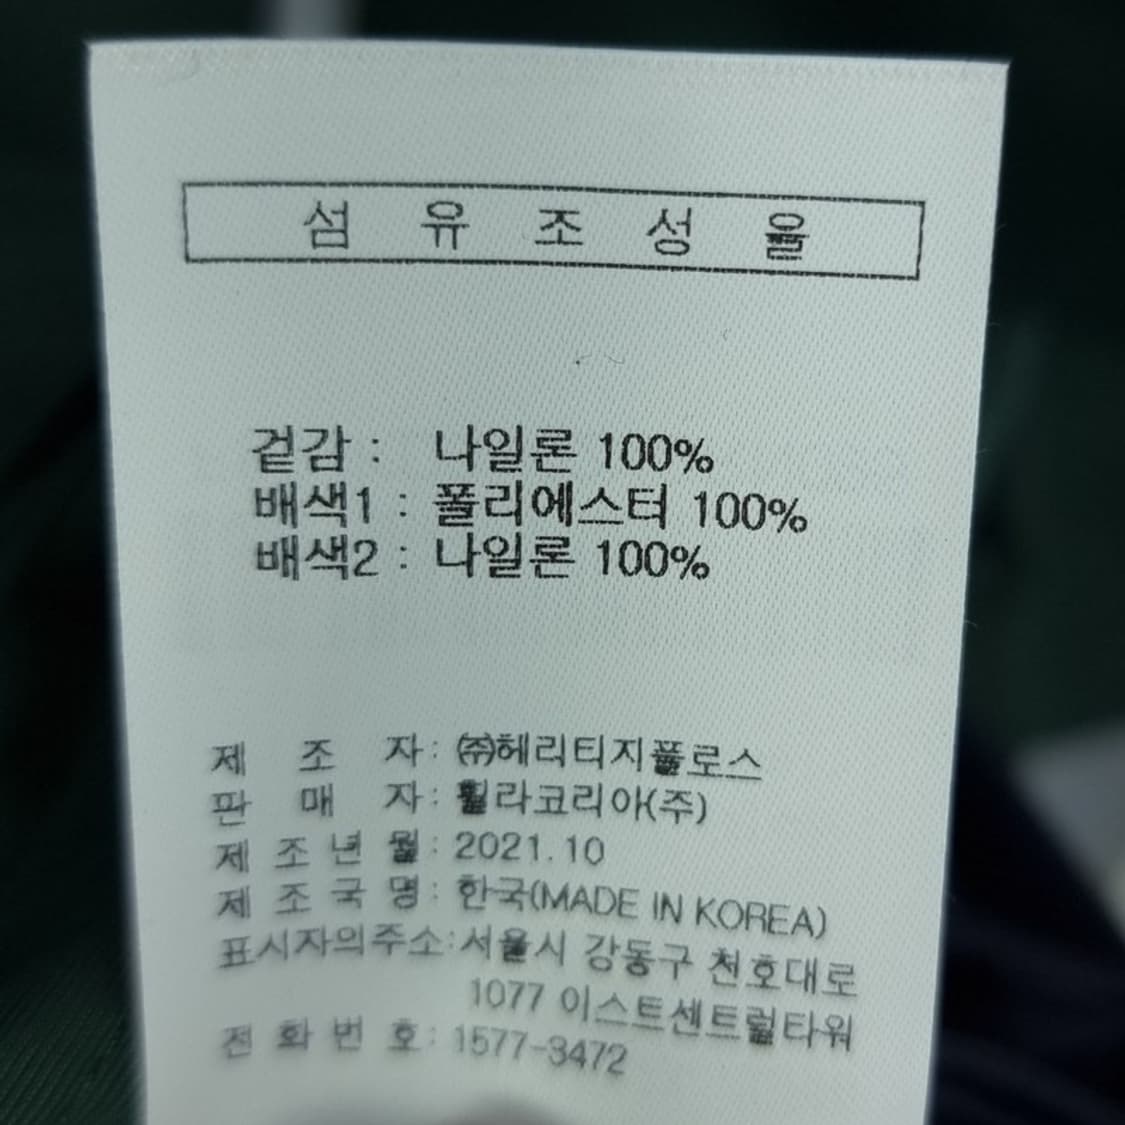 섬 유 조 성 율
겉감 : 나일론 100%
배색1 : 폴리에스터 100%
배색2 : 나일론 100%
제 조 자 : ㈜헤리티지플로스
판 매 자 : 휠라코리아(주)
제 조 년 월 : 2021.10
제 조 국 명 : 한국(MADE IN KOREA)
표시자의주소:서울시 강동구 천호대로
1077 이스트센트럴타워
전 화 번 호 : 1577-3472